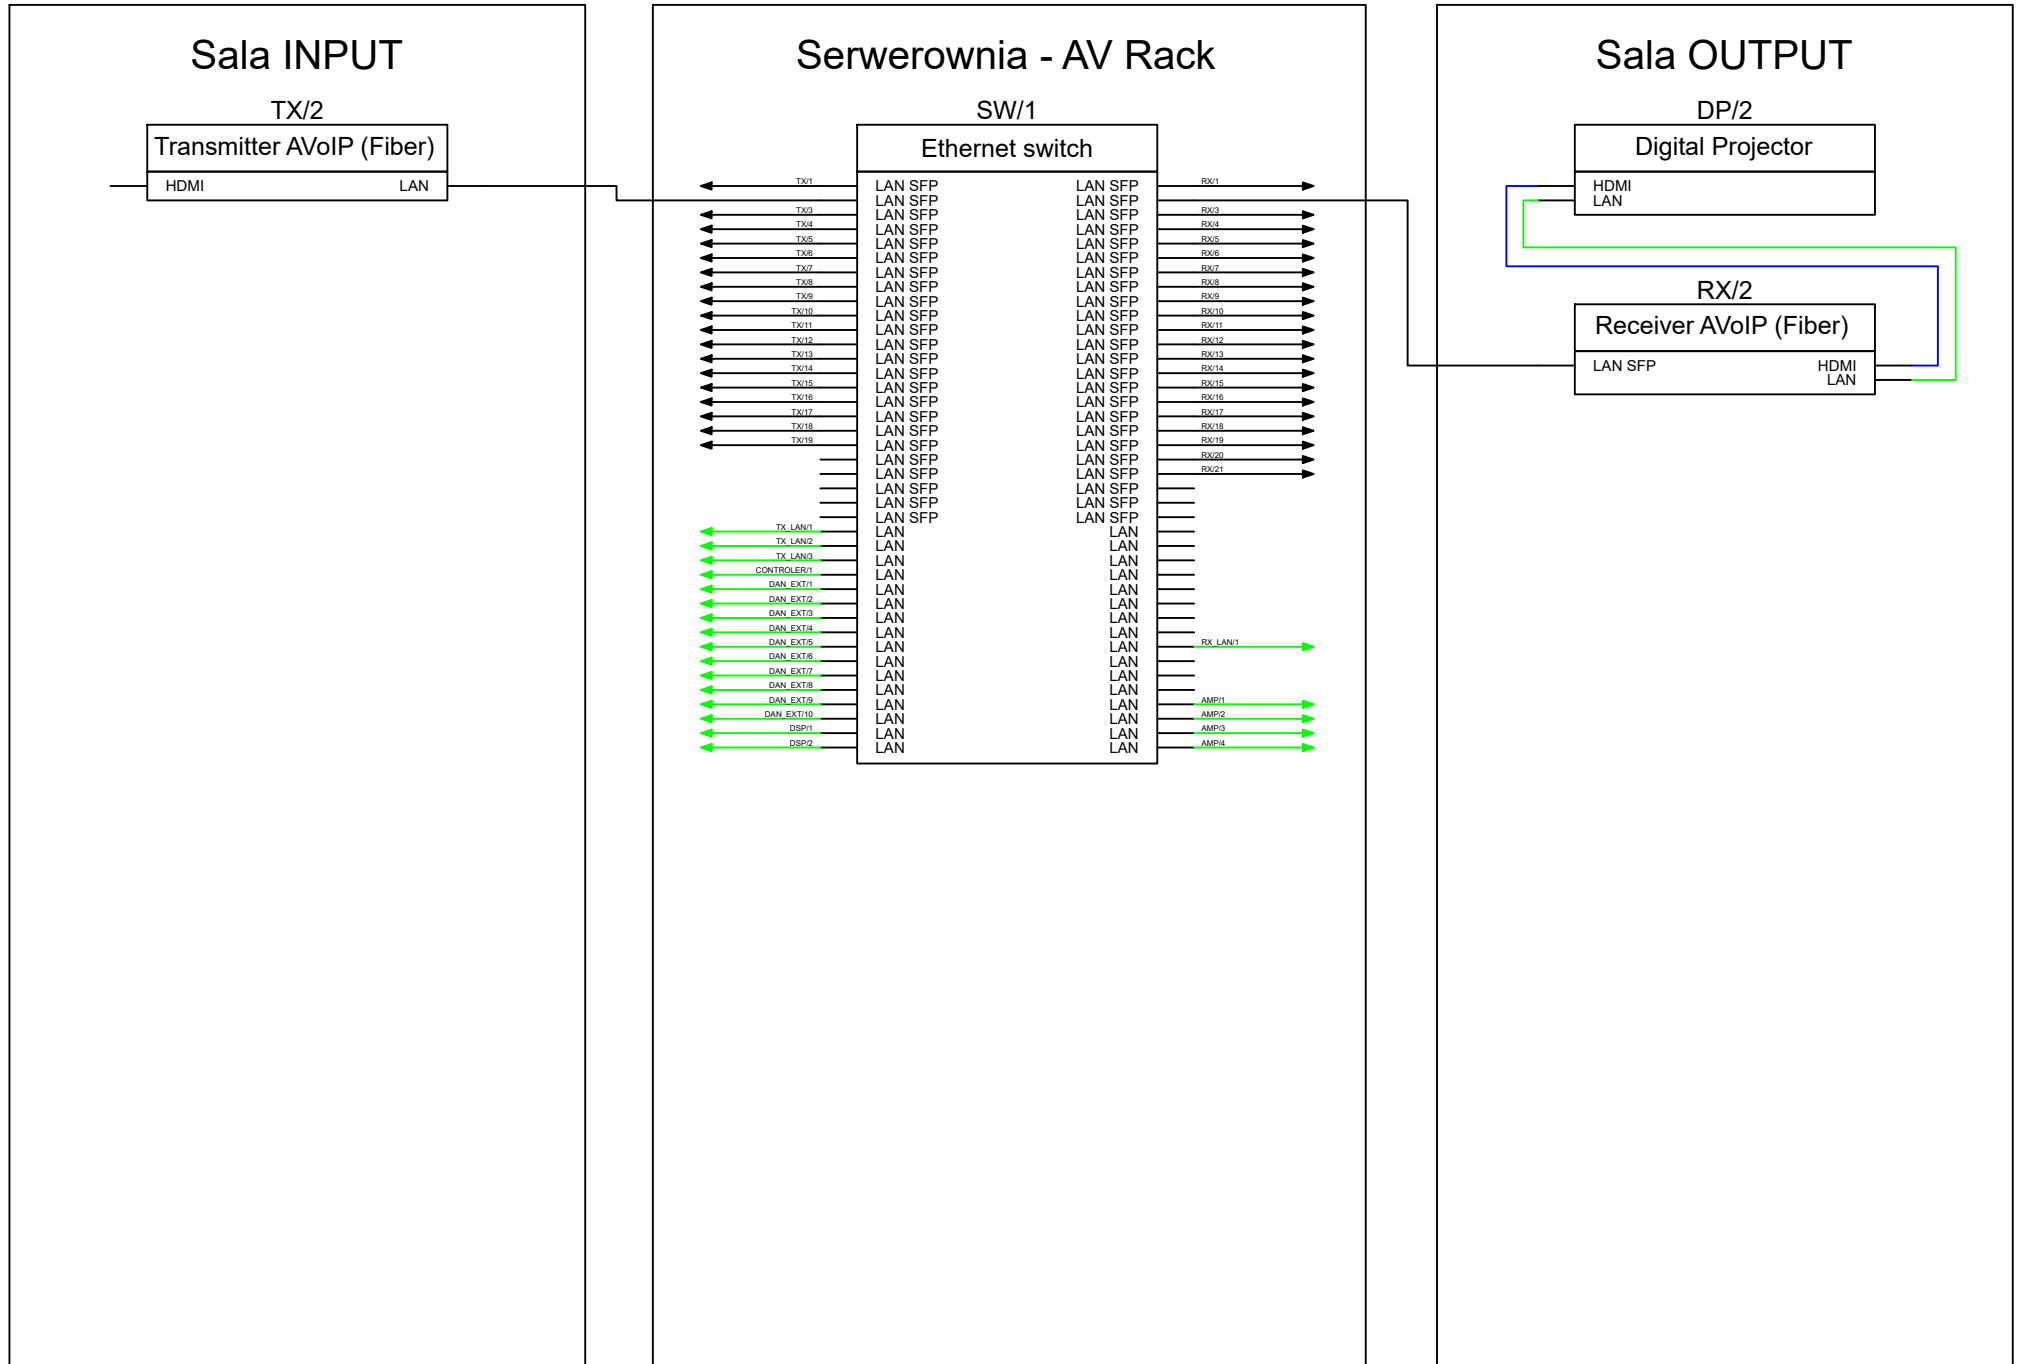 Sala INPUT
TX/2
Transmitter AVoIP (Fiber)
HDMI LAN
Serwerownia - AV Rack
SW/1
Ethernet switch
TX/1 LAN SFP LAN SFP RX/1
LAN SFP LAN SFP
TX/3 LAN SFP LAN SFP RX/3
TX/4 LAN SFP LAN SFP RX/4
TX/5 LAN SFP LAN SFP RX/5
TX/6 LAN SFP LAN SFP RX/6
TX/7 LAN SFP LAN SFP RX/7
TX/8 LAN SFP LAN SFP RX/8
TX/9 LAN SFP LAN SFP RX/9
TX/10 LAN SFP LAN SFP RX/10
TX/11 LAN SFP LAN SFP RX/11
TX/12 LAN SFP LAN SFP RX/12
TX/13 LAN SFP LAN SFP RX/13
TX/14 LAN SFP LAN SFP RX/14
TX/15 LAN SFP LAN SFP RX/15
TX/16 LAN SFP LAN SFP RX/16
TX/17 LAN SFP LAN SFP RX/17
TX/18 LAN SFP LAN SFP RX/18
TX/19 LAN SFP LAN SFP RX/19
LAN SFP LAN SFP RX/20
LAN SFP LAN SFP RX/21
LAN SFP LAN SFP
LAN SFP LAN SFP
LAN SFP LAN SFP
TX_LAN/1 LAN LAN
TX_LAN/2 LAN LAN
TX_LAN/3 LAN LAN
CONTROLER/1 LAN LAN
DAN_EXT/1 LAN LAN
DAN_EXT/2 LAN LAN
DAN_EXT/3 LAN LAN
DAN_EXT/4 LAN LAN
DAN_EXT/5 LAN LAN RX_LAN/1
DAN_EXT/6 LAN LAN
DAN_EXT/7 LAN LAN
DAN_EXT/8 LAN LAN
DAN_EXT/9 LAN LAN AMP/1
DAN_EXT/10 LAN LAN AMP/2
DSP/1 LAN LAN AMP/3
DSP/2 LAN LAN AMP/4
Sala OUTPUT
DP/2
Digital Projector
HDMI
LAN
RX/2
Receiver AVoIP (Fiber)
LAN SFP HDMI
LAN